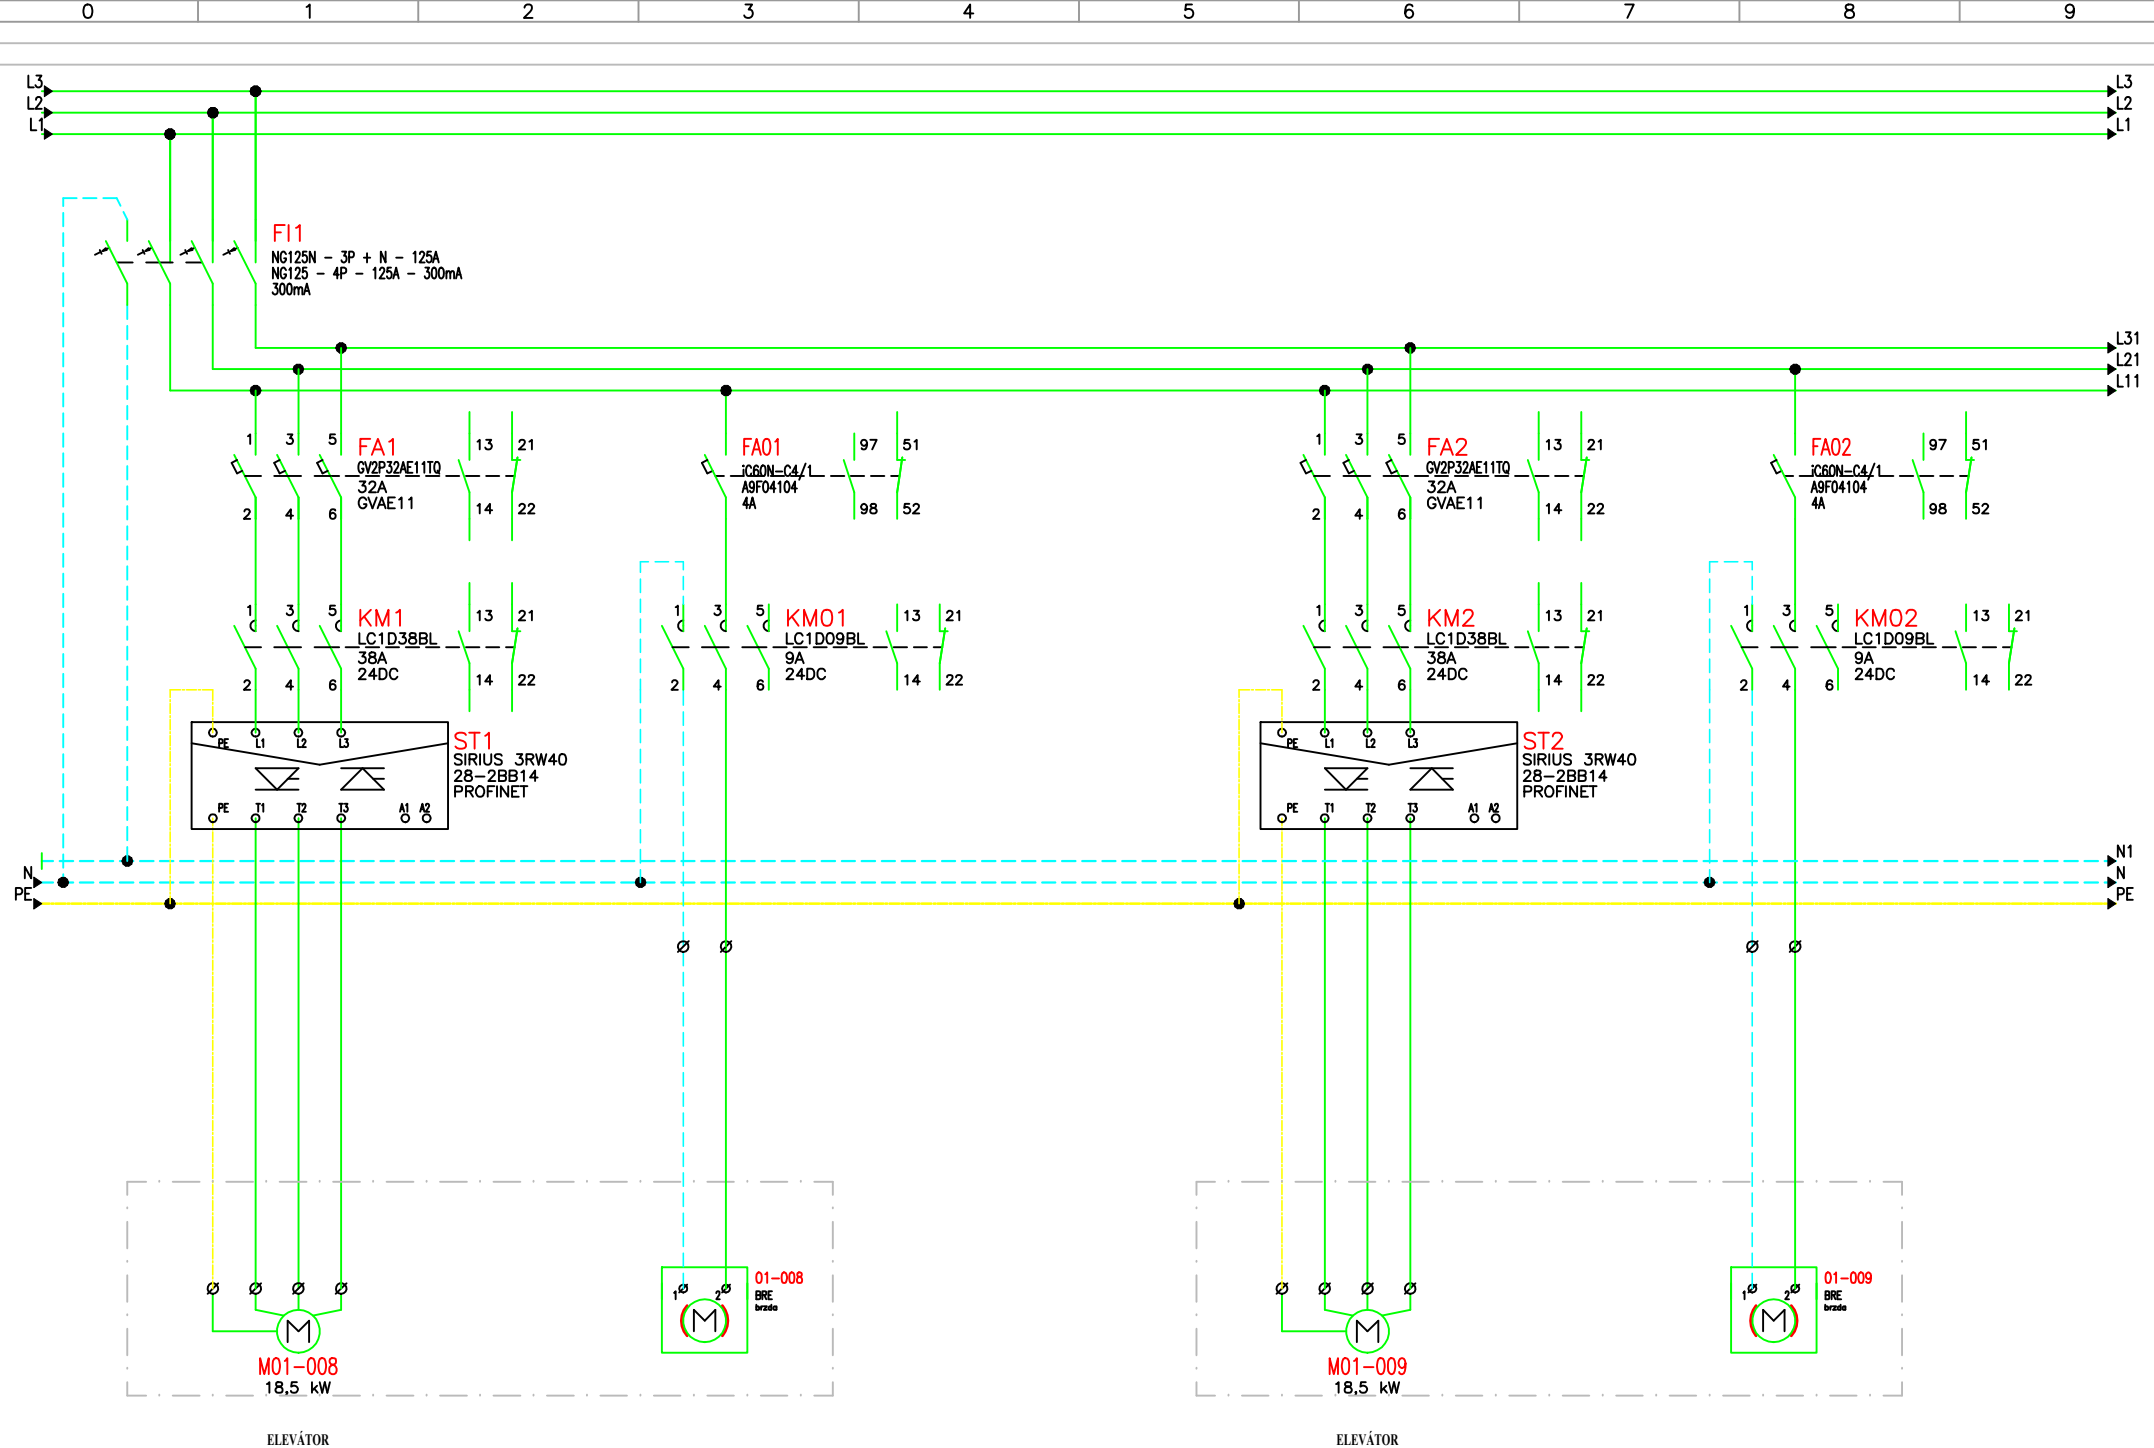 0 1 2 3 4 5 6 7 8 9
L3 L3
L2 L2
L1 L1
FI1
NG125N - 3P + N - 125A
NG125 - 4P - 125A - 300mA
300mA
L31
L21
L11
1 3 5 FA1 13 21
GV2P32AE11TQ
32A
GVAE11
2 4 6 14 22
FA01 97 51
iC60N-C4/1
A9F04104
4A
98 52
1 3 5 FA2 13 21
GV2P32AE11TQ
32A
GVAE11
2 4 6 14 22
FA02 97 51
iC60N-C4/1
A9F04104
4A
98 52
1 3 5 KM1 13 21
LC1D38BL
38A
24DC
2 4 6 14 22
1 3 5 KM01 13 21
LC1D09BL
9A
24DC
2 4 6 14 22
1 3 5 KM2 13 21
LC1D38BL
38A
24DC
2 4 6 14 22
1 3 5 KM02 13 21
LC1D09BL
9A
24DC
2 4 6 14 22
PE L1 L2 L3
ST1
SIRIUS 3RW40
28-2BB14
PROFINET
PE T1 T2 T3 A1 A2
PE L1 L2 L3
ST2
SIRIUS 3RW40
28-2BB14
PROFINET
PE T1 T2 T3 A1 A2
N1
N N
PE PE
01-008
1 2 BRE
brzda
M
M
M01-008
18,5 kW
01-009
1 2 BRE
brzda
M
M
M01-009
18,5 kW
ELEVÁTOR ELEVÁTOR